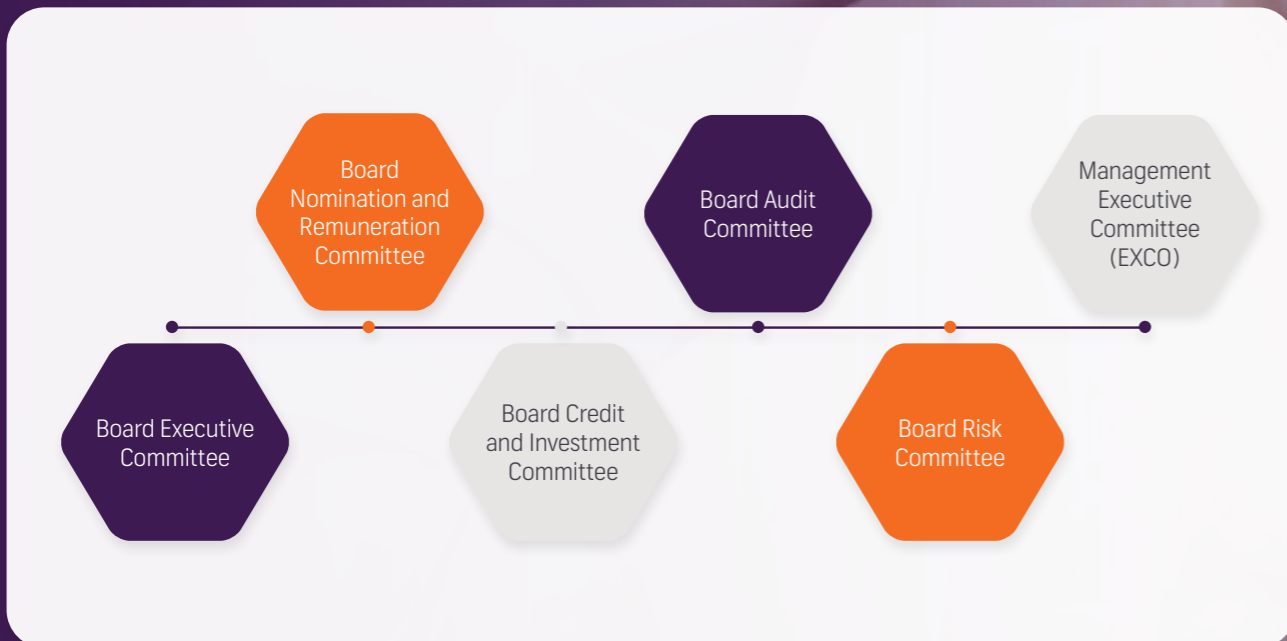 Board
Nomination and
Remuneration
Committee
Board Audit
Committee
Management
Executive
Committee
(EXCO)
Board Executive
Committee
Board Credit
and Investment
Committee
Board Risk
Committee